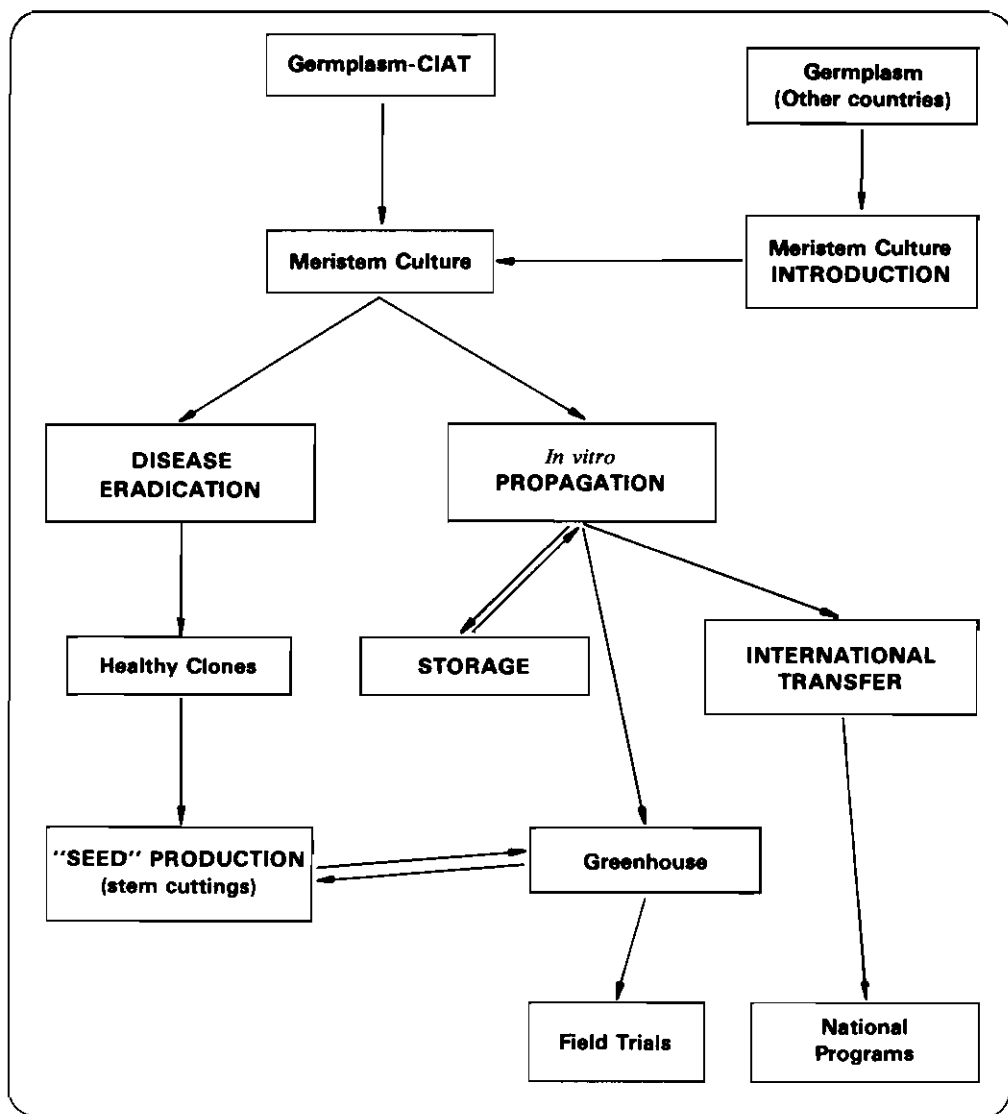 Germplasm-CIAT
Germplasm
(Other countries)
Meristem Culture
Meristem Culture
INTRODUCTION
DISEASE
ERADICATION
In vitro
PROPAGATION
Healthy Clones
STORAGE
INTERNATIONAL
TRANSFER
"SEED" PRODUCTION
(stem cuttings)
Greenhouse
Field Trials
National
Programs